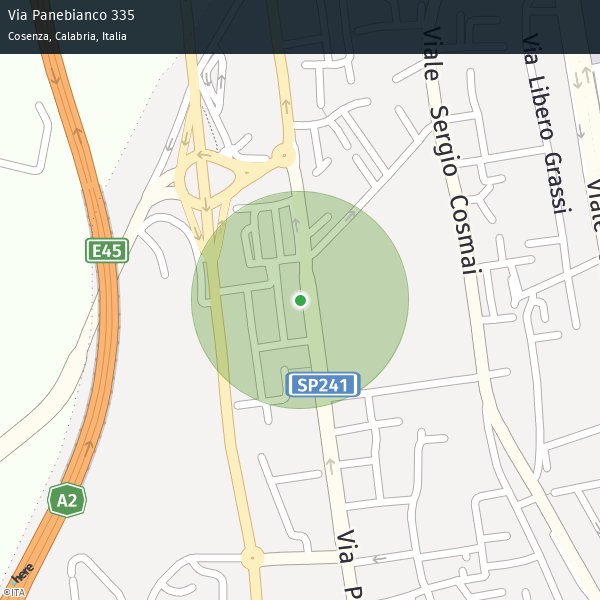 Via Panebianco 335
Cosenza, Calabria, Italia
Viale Sergio Cosmai
Via Libero Grassi
Viale
E45
SP241
A2
Via P
here
©ITA